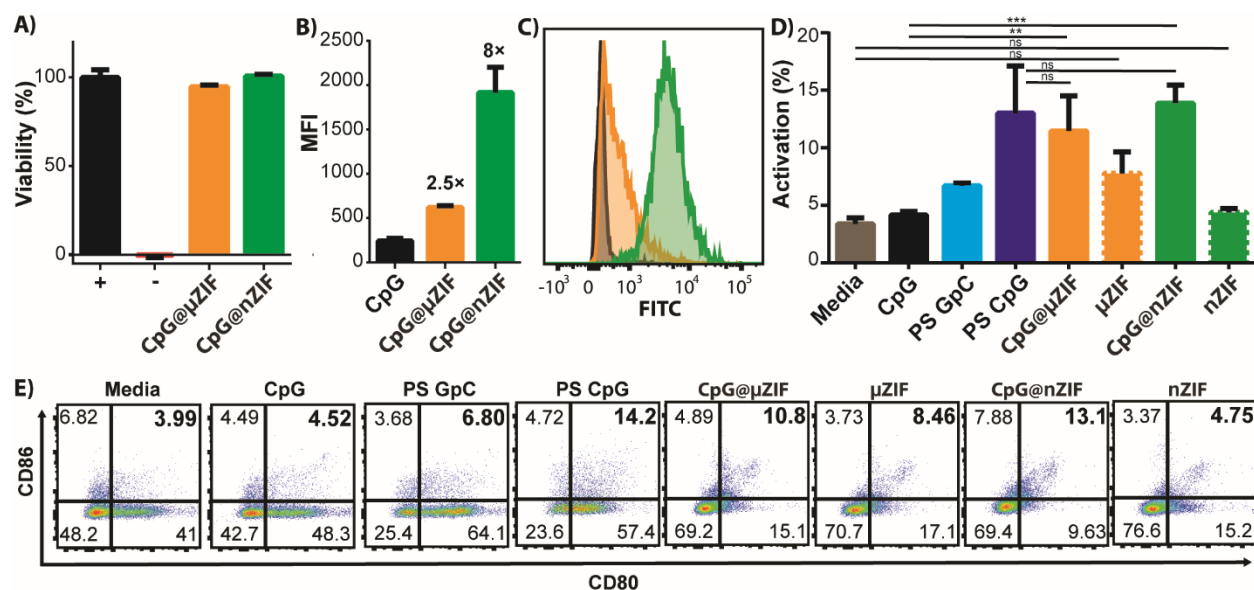 A)
Viability (%)
100
50
0
+
-
CpG@µZIF
CpG@nZIF
B)
MFI
2500
2000
1500
1000
500
0
2.5×
8×
CpG
CpG@µZIF
CpG@nZIF
C)
-10³ 0 10³ 10⁴ 10⁵
FITC
D)
Activation (%)
20
15
10
5
0
***
**
ns
ns
ns
ns
Media
CpG
PS GpC
PS CpG
CpG@µZIF
µZIF
CpG@nZIF
nZIF
E)
Media CpG PS GpC PS CpG CpG@µZIF µZIF CpG@nZIF nZIF
CD86
6.82 3.99 4.49 4.52 3.68 6.80 4.72 14.2 4.89 10.8 3.73 8.46 7.88 13.1 3.37 4.75
48.2 41 42.7 48.3 25.4 64.1 23.6 57.4 69.2 15.1 70.7 17.1 69.4 9.63 76.6 15.2
CD80